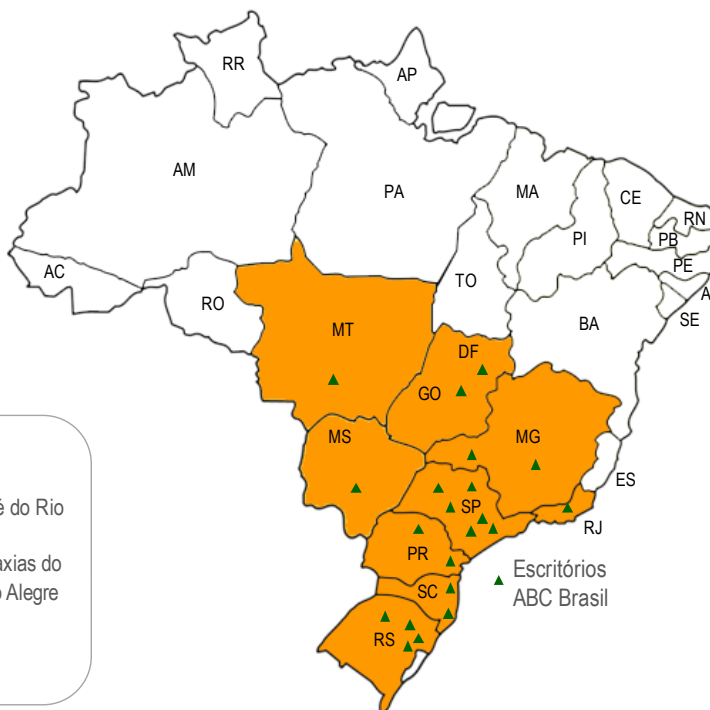 RR
AP
AM
PA
MA
CE
RN
PI
PB
PE
AC
TO
A
RO
SE
BA
MT
DF
GO
MS
MG
ES
é do Rio
SP
RJ
axias do
PR
Escritórios
o Alegre
SC
ABC Brasil
RS